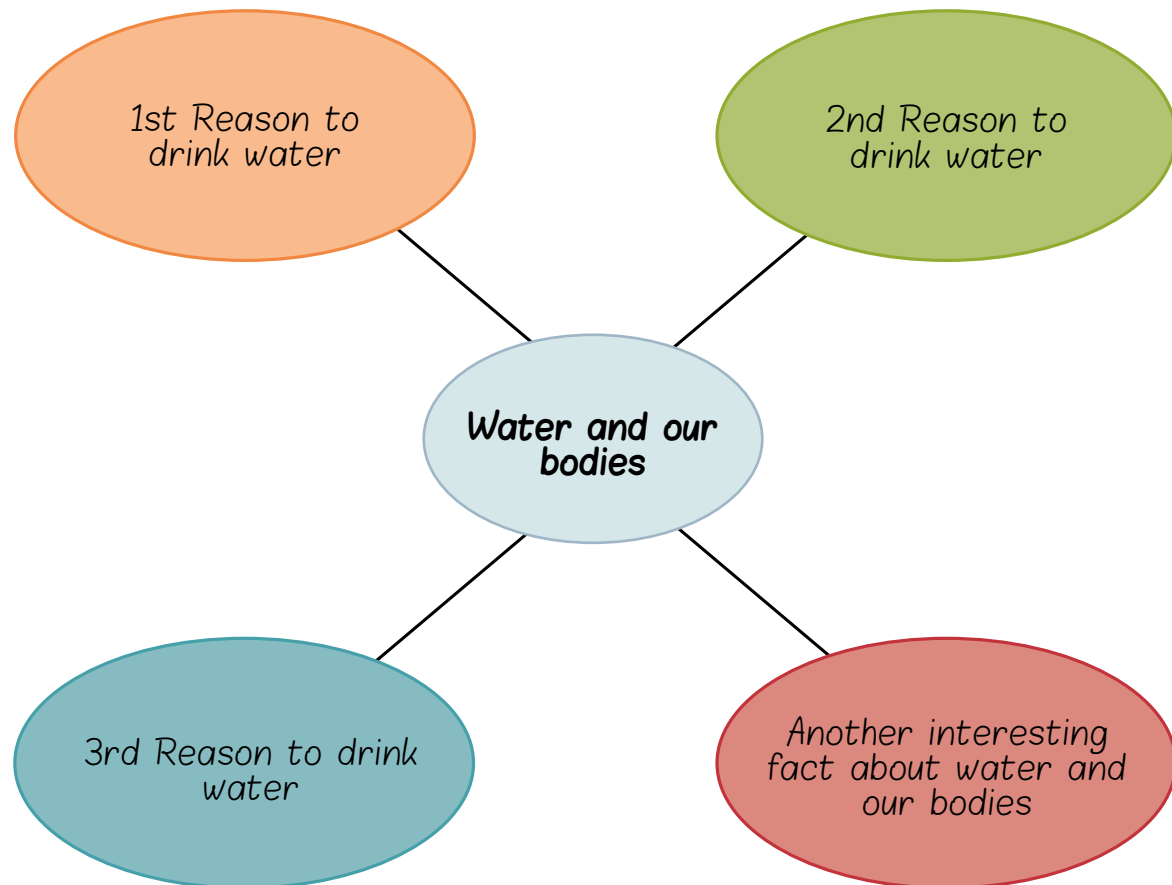 1st Reason to
drink water
2nd Reason to
drink water
Water and our
bodies
3rd Reason to drink
water
Another interesting
fact about water and
our bodies